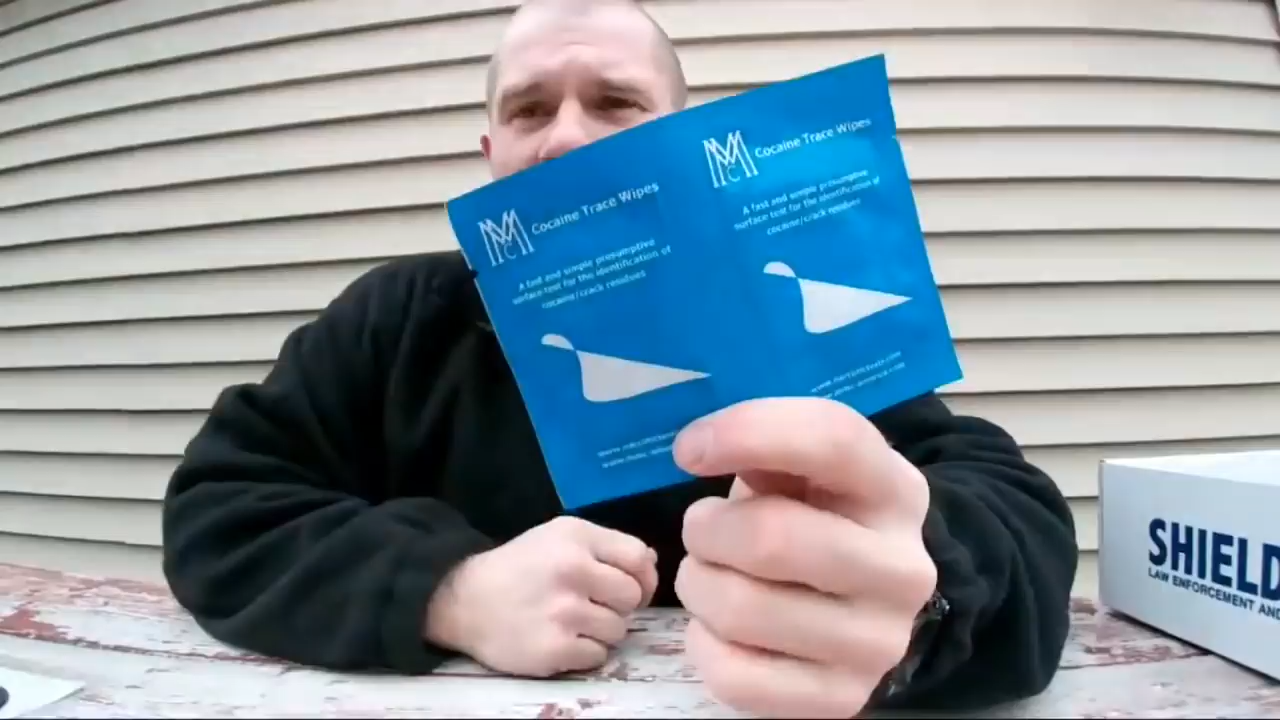 MMC
Cocaine Trace Wipes
A fast and simple presumptive
surface test for the identification of
cocaine/crack residues
MMC
Cocaine Trace Wipes
A fast and simple presumptive
surface test for the identification of
cocaine/crack residues
SHIELD
LAW ENFORCEMENT AND